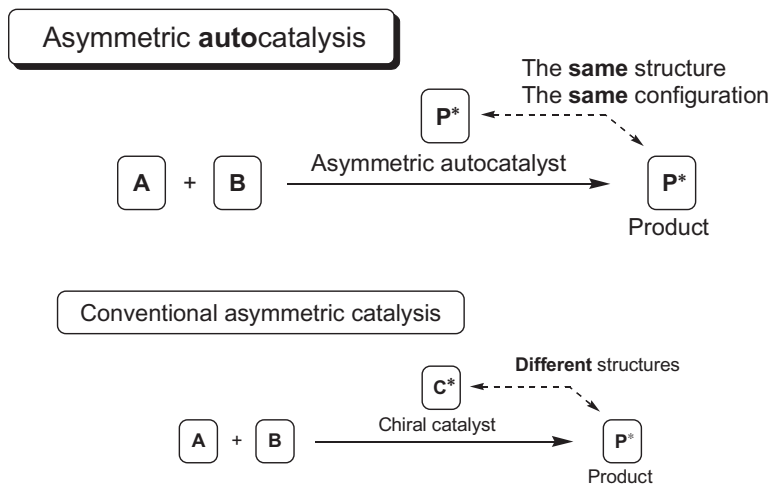 Asymmetric autocatalysis
The same structure
The same configuration
P*
Asymmetric autocatalyst
A + B
P*
Product
Conventional asymmetric catalysis
Different structures
C*
Chiral catalyst
A + B
P*
Product